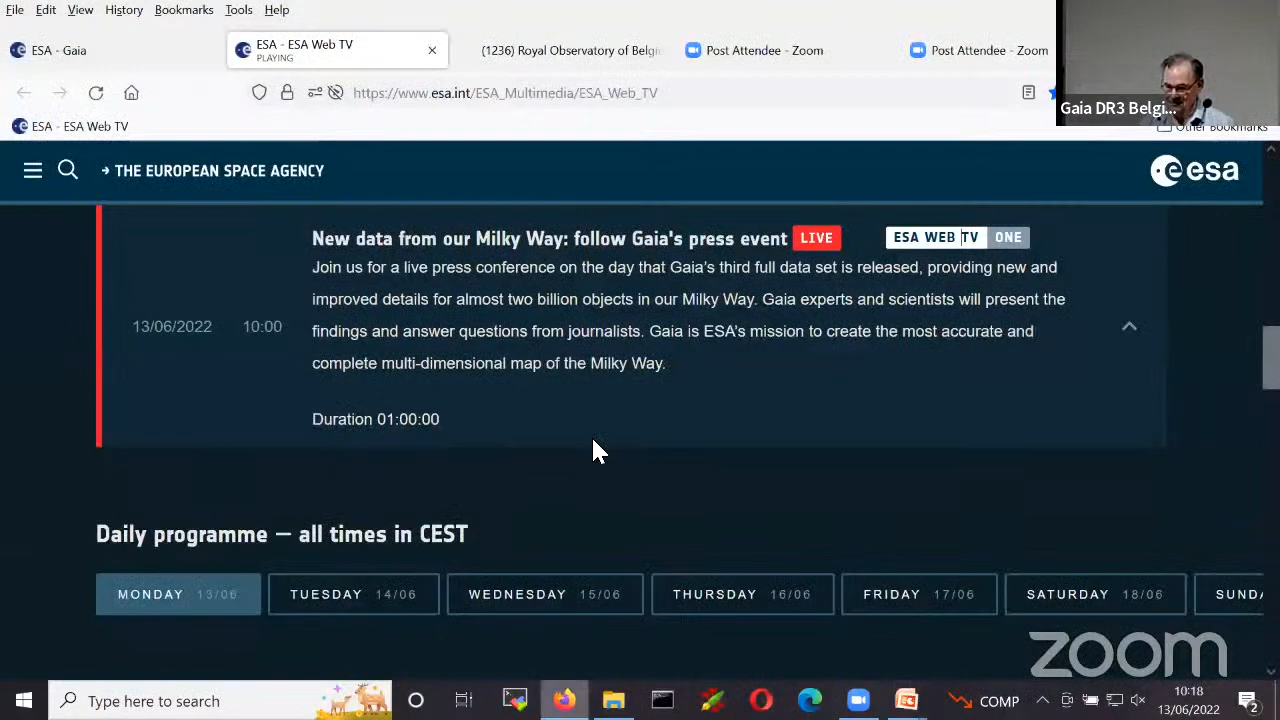 File Edit View History Bookmarks Tools Help
ESA - Gaia
ESA - ESA Web TV
PLAYING
(1236) Royal Observatory of Belgi
Post Attendee - Zoom
Post Attendee - Zoom
https://www.esa.int/ESA_Multimedia/ESA_Web_TV
Gaia DR3 Belgi...
ESA - ESA Web TV
Other Bookmarks
THE EUROPEAN SPACE AGENCY
esa
New data from our Milky Way: follow Gaia's press event LIVE ESA WEB TV ONE
Join us for a live press conference on the day that Gaia's third full data set is released, providing new and
improved details for almost two billion objects in our Milky Way. Gaia experts and scientists will present the
13/06/2022 10:00 findings and answer questions from journalists. Gaia is ESA's mission to create the most accurate and
complete multi-dimensional map of the Milky Way.
Duration 01:00:00
Daily programme — all times in CEST
MONDAY 13/06 TUESDAY 14/06 WEDNESDAY 15/06 THURSDAY 16/06 FRIDAY 17/06 SATURDAY 18/06 SUNDA
zoom
Type here to search
COMP
10:18
13/06/2022
2